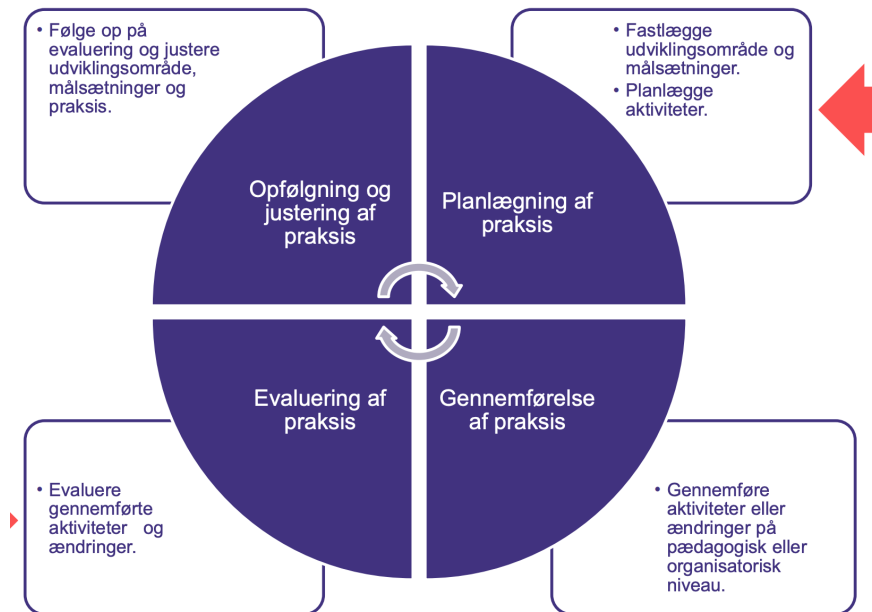 • Følge op på
evaluering og justere
udviklingsområde,
målsætninger og
praksis.
• Fastlægge
udviklingsområde og
målsætninger.
• Planlægge
aktiviteter.
Opfølgning og
justering af
praksis
Planlægning af
praksis
Evaluering af
praksis
Gennemførelse
af praksis
• Evaluere
gennemførte
aktiviteter og
ændringer.
• Gennemføre
aktiviteter eller
ændringer på
pædagogisk eller
organisatorisk
niveau.